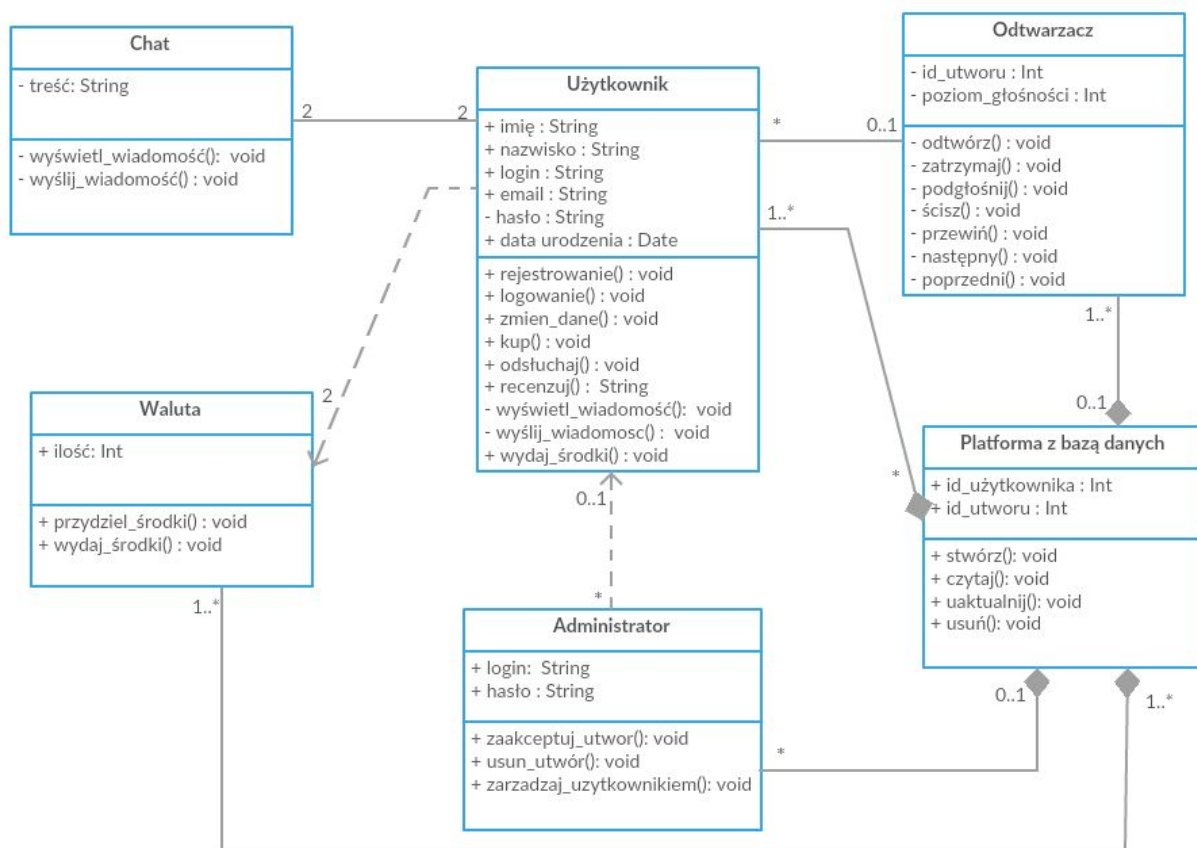 Chat
- treść: String
- wyświetl_wiadomość():  void
- wyślij_wiadomość() : void
2
2
Użytkownik
+ imię : String
+ nazwisko : String
+ login : String
+ email : String
- hasło : String
+ data urodzenia : Date
+ rejestrowanie() : void
+ logowanie() : void
+ zmien_dane() : void
+ kup() : void
+ odsłuchaj() : void
+ recenzuj() :  String
- wyświetl_wiadomość():  void
- wyślij_wiadomosc() :  void
+ wydaj_środki() : void
*
0..1
Odtwarzacz
- id_utworu : Int
- poziom_głośności : Int
- odtwórz() : void
- zatrzymaj() : void
- podgłośnij() : void
- ścisz() : void
- przewiń() : void
- następny() : void
- poprzedni() : void
1..*
1..*
0..1
*
Platforma z bazą danych
+ id_użytkownika : Int
+ id_utworu : Int
+ stwórz(): void
+ czytaj(): void
+ uaktualnij(): void
+ usuń(): void
2
Waluta
+ ilość: Int
+ przydziel_środki() : void
+ wydaj_środki() : void
1..*
0..1
*
Administrator
+ login:  String
+ hasło : String
+ zaakceptuj_utwor(): void
+ usun_utwór(): void
+ zarzadzaj_uzytkownikiem(): void
*
0..1
1..*